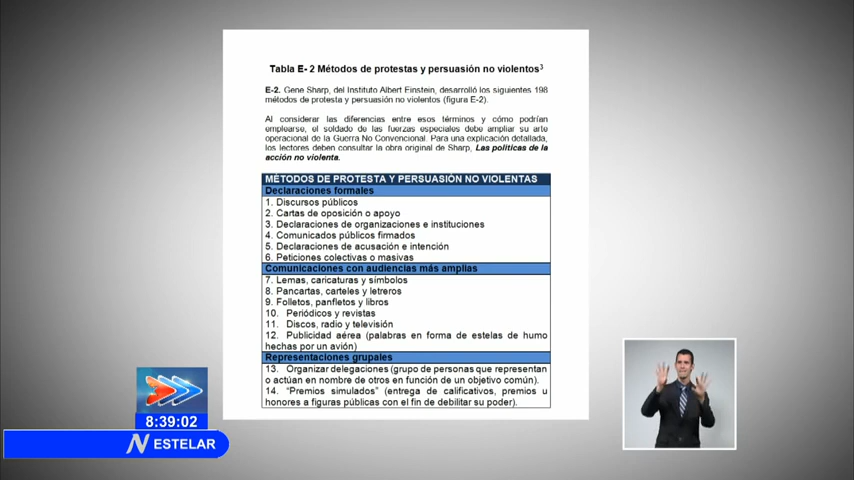 Tabla E- 2 Métodos de protestas y persuasión no violentos3
E-2. Gene Sharp, del Instituto Albert Einstein, desarrolló los siguientes 198
métodos de protesta y persuasión no violentos (figura E-2).
Al considerar las diferencias entre esos términos y cómo podrían
emplearse, el soldado de las fuerzas especiales debe ampliar su arte
operacional de la Guerra No Convencional. Para una explicación detallada,
los lectores deben consultar la obra original de Sharp, Las políticas de la
acción no violenta.
MÉTODOS DE PROTESTA Y PERSUASIÓN NO VIOLENTAS
Declaraciones formales
1. Discursos públicos
2. Cartas de oposición o apoyo
3. Declaraciones de organizaciones e instituciones
4. Comunicados públicos firmados
5. Declaraciones de acusación e intención
6. Peticiones colectivas o masivas
Comunicaciones con audiencias más amplias
7. Lemas, caricaturas y símbolos
8. Pancartas, carteles y letreros
9. Folletos, panfletos y libros
10. Periódicos y revistas
11. Discos, radio y televisión
12. Publicidad aérea (palabras en forma de estelas de humo
hechas por un avión)
Representaciones grupales
13. Organizar delegaciones (grupo de personas que representan
o actúan en nombre de otros en función de un objetivo común).
14. "Premios simulados" (entrega de calificativos, premios u
honores a figuras públicas con el fin de debilitar su poder).
8:39:02
N ESTELAR